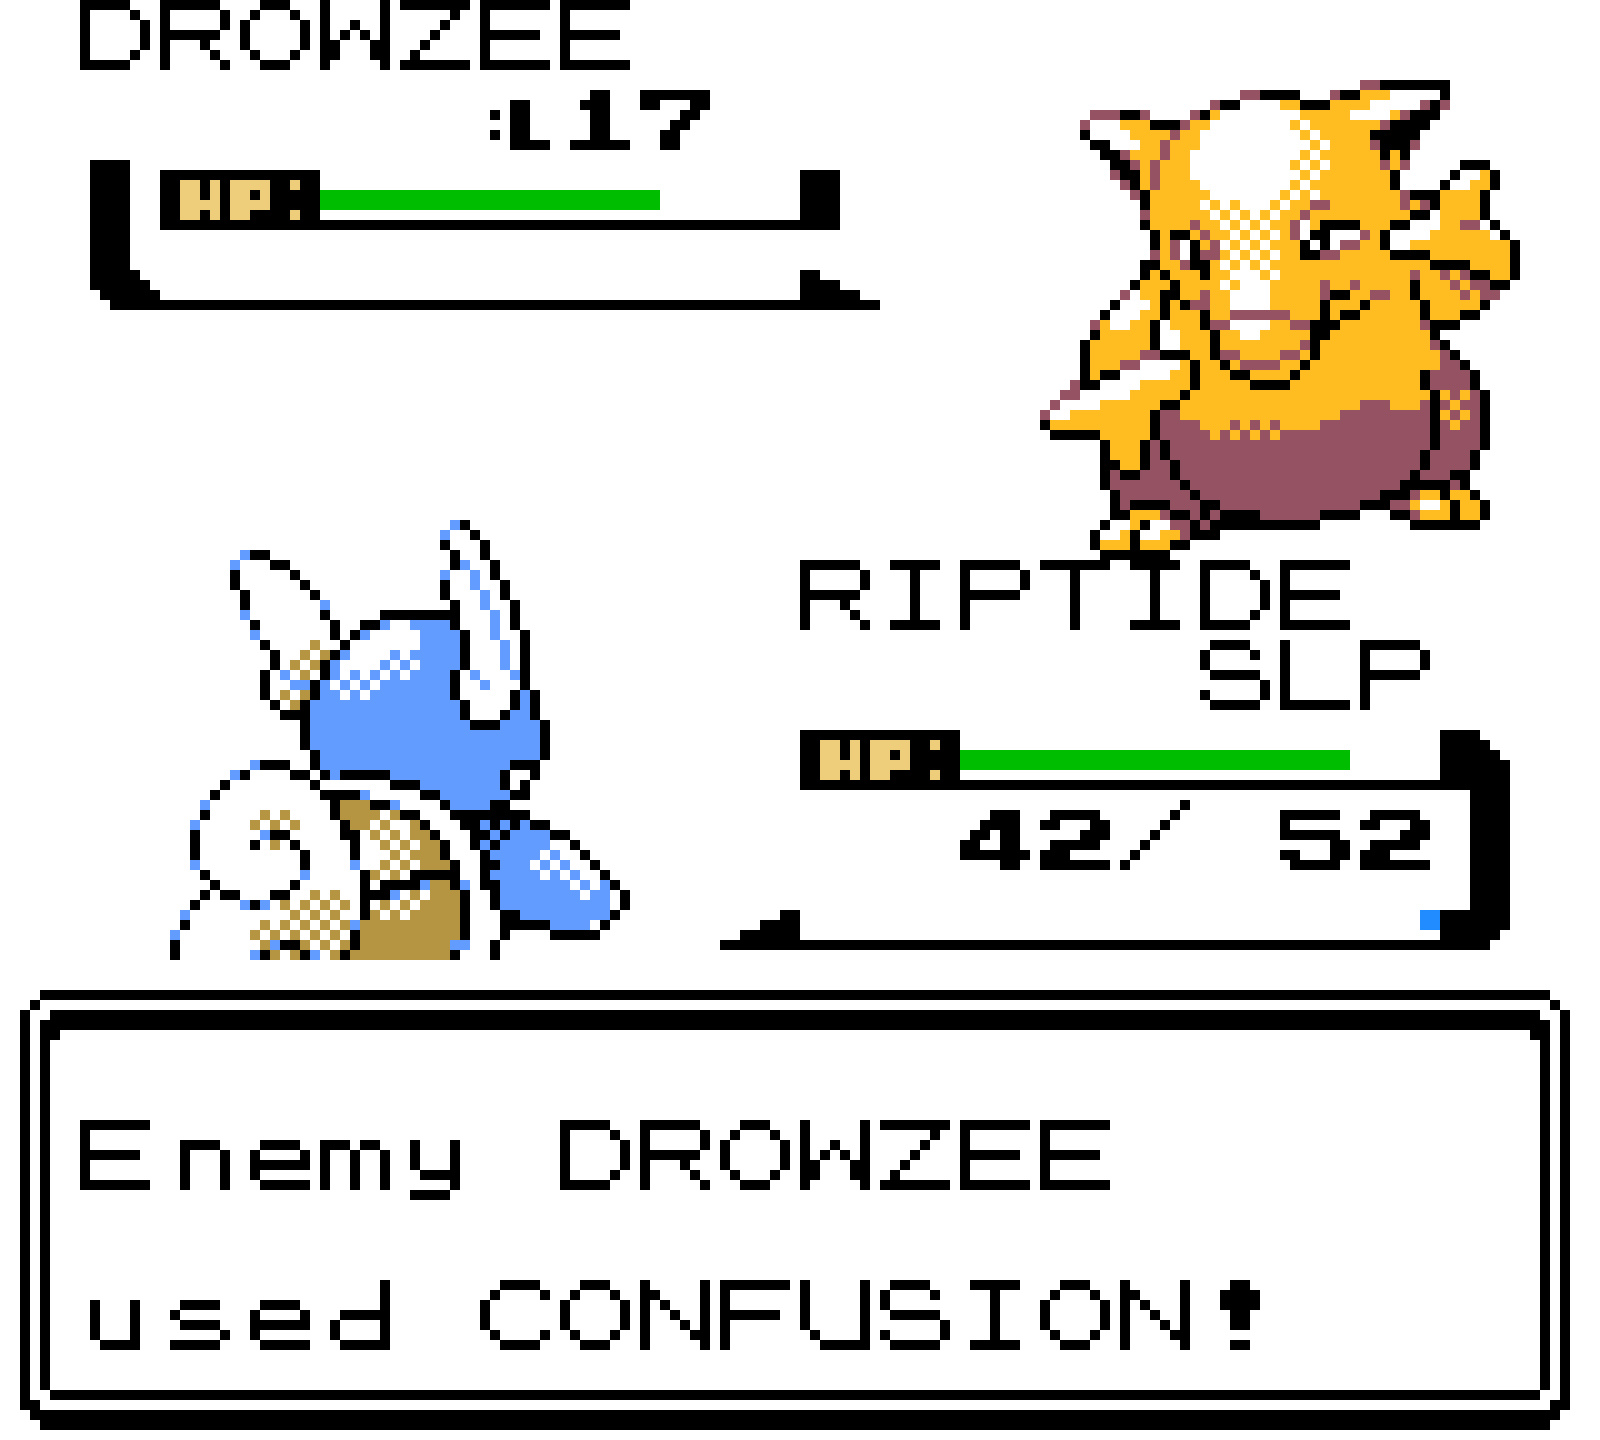 DROWZEE
:L17
HP:
RIPTIDE
SLP
HP:
42/ 52
Enemy DROWZEE
used CONFUSION!